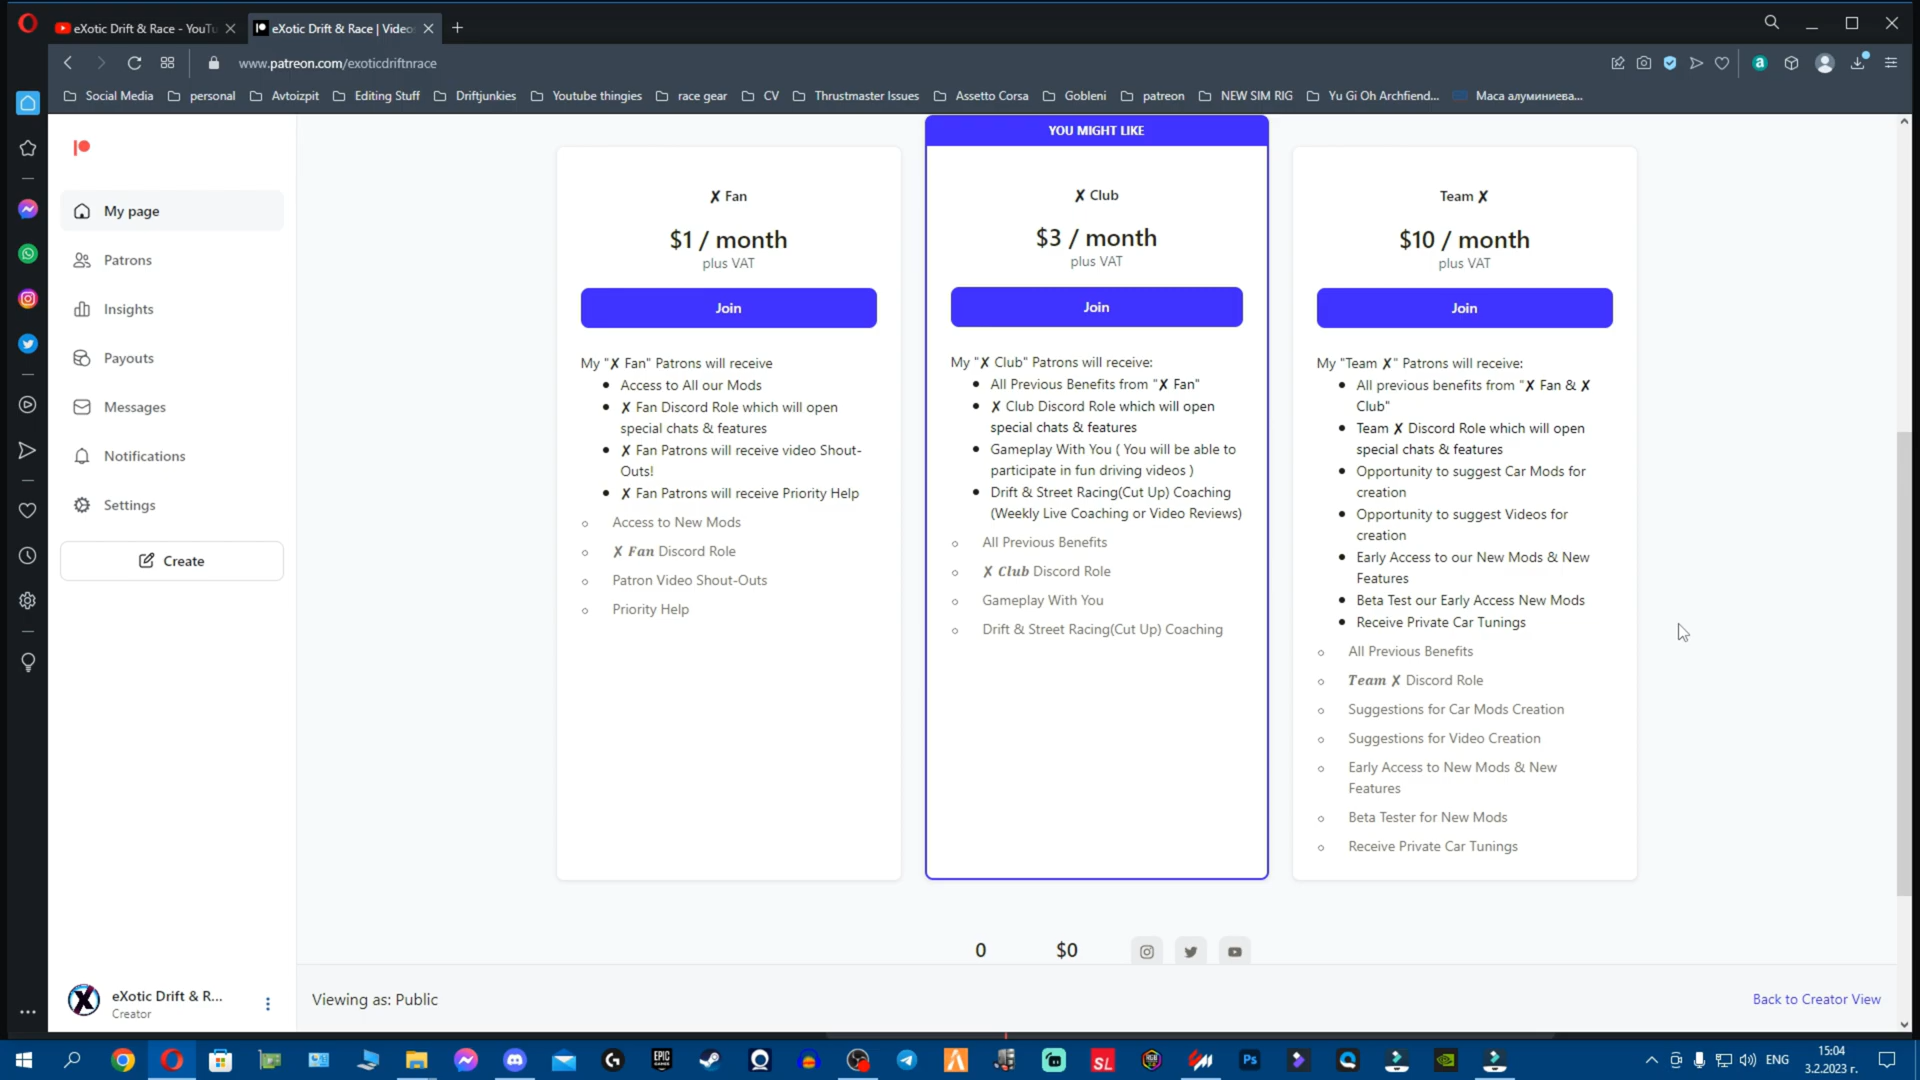 eXotic Drift & Race - YouTu
eXotic Drift & Race | Video
www.patreon.com/exoticdriftnrace
Social Media
personal
Avtoizpit
Editing Stuff
Driftjunkies
Youtube thingies
race gear
CV
Thrustmaster Issues
Assetto Corsa
Gobleni
patreon
NEW SIM RIG
Yu Gi Oh Archfiend...
Маса алуминиева...
My page
Patrons
Insights
Payouts
Messages
Notifications
Settings
Create
eXotic Drift & R...
Creator
✗ Fan
$1 / month
plus VAT
Join
My "✗ Fan" Patrons will receive
Access to All our Mods
✗ Fan Discord Role which will open
special chats & features
✗ Fan Patrons will receive video Shout-
Outs!
✗ Fan Patrons will receive Priority Help
Access to New Mods
✗ Fan Discord Role
Patron Video Shout-Outs
Priority Help
YOU MIGHT LIKE
✗ Club
$3 / month
plus VAT
Join
My "✗ Club" Patrons will receive:
All Previous Benefits from "✗ Fan"
✗ Club Discord Role which will open
special chats & features
Gameplay With You ( You will be able to
participate in fun driving videos )
Drift & Street Racing(Cut Up) Coaching
(Weekly Live Coaching or Video Reviews)
All Previous Benefits
✗ Club Discord Role
Gameplay With You
Drift & Street Racing(Cut Up) Coaching
Team ✗
$10 / month
plus VAT
Join
My "Team ✗" Patrons will receive:
All previous benefits from "✗ Fan & ✗
Club"
Team ✗ Discord Role which will open
special chats & features
Opportunity to suggest Car Mods for
creation
Opportunity to suggest Videos for
creation
Early Access to our New Mods & New
Features
Beta Test our Early Access New Mods
Receive Private Car Tunings
All Previous Benefits
Team ✗ Discord Role
Suggestions for Car Mods Creation
Suggestions for Video Creation
Early Access to New Mods & New
Features
Beta Tester for New Mods
Receive Private Car Tunings
0
$0
Viewing as: Public
Back to Creator View
EPIC
GAMES
SL
Ps
ENG
15:04
3.2.2023 г.